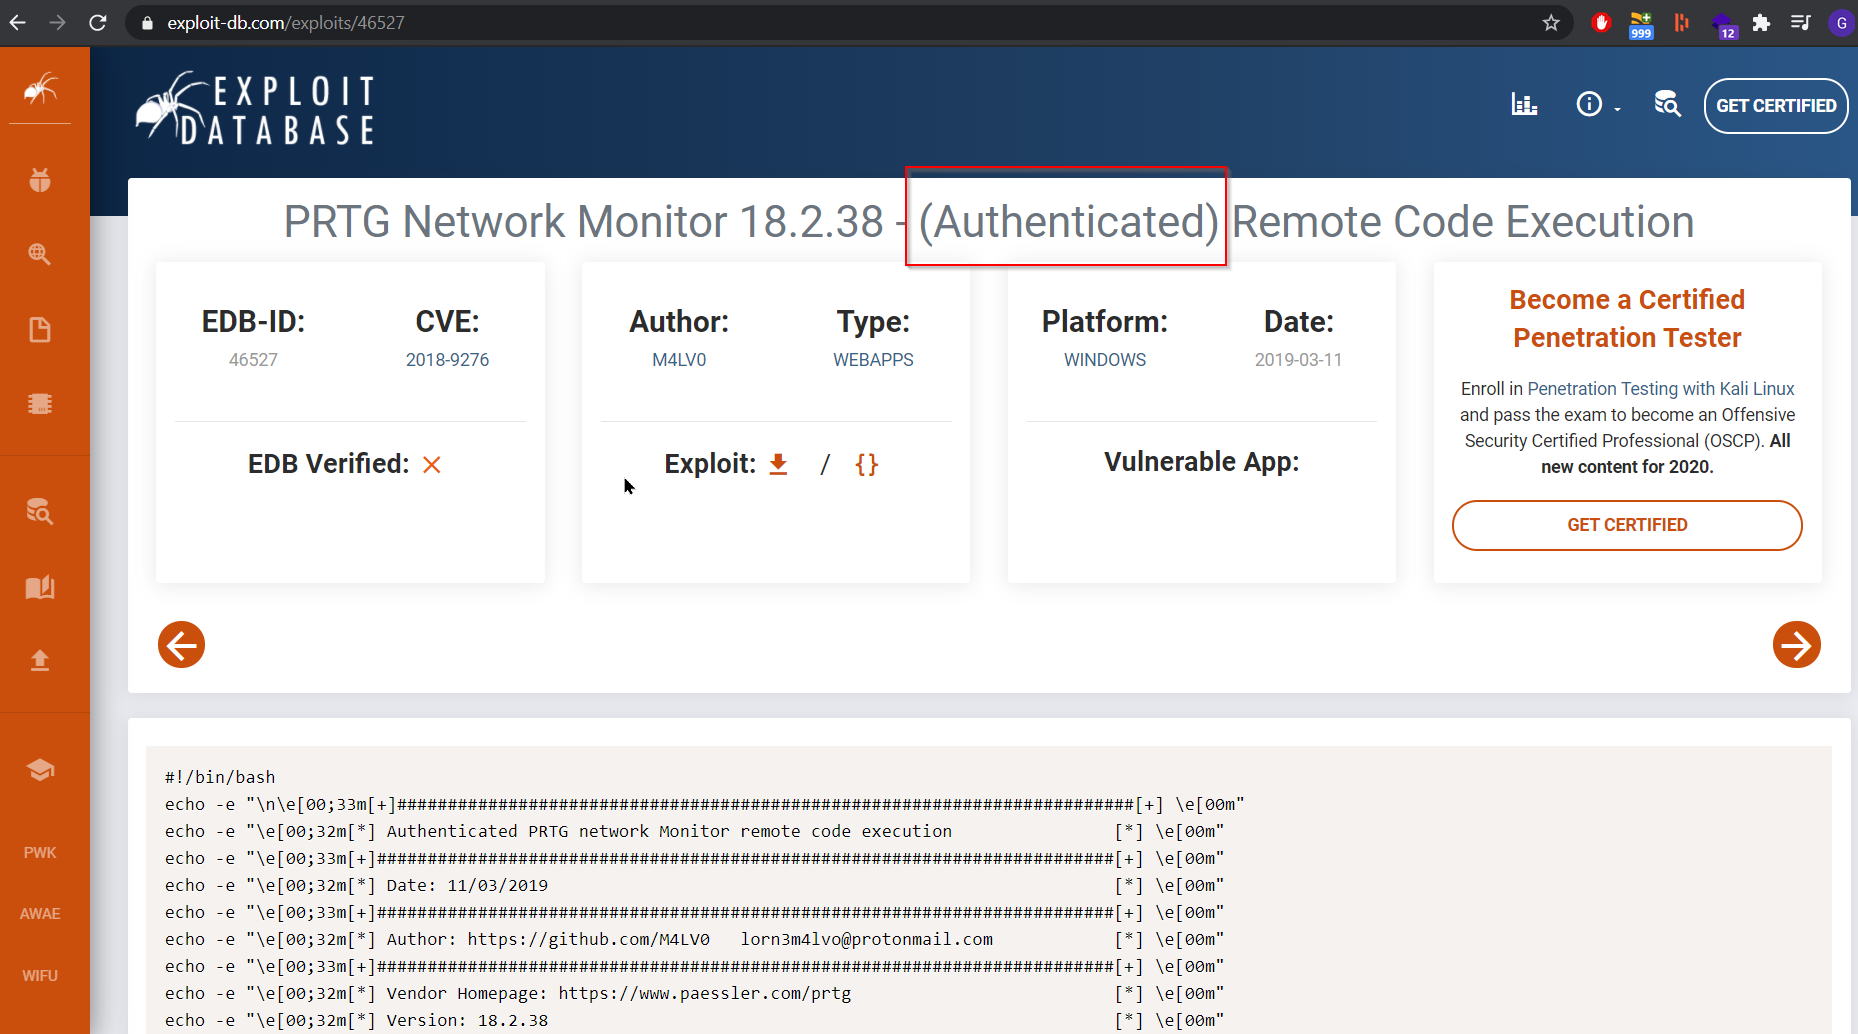 exploit-db.com/exploits/46527
999
12
G
EXPLOIT
DATABASE
GET CERTIFIED
PRTG Network Monitor 18.2.38 - (Authenticated) Remote Code Execution
EDB-ID:
46527
CVE:
2018-9276
EDB Verified:
Author:
M4LV0
Type:
WEBAPPS
Exploit: / {}
Platform:
WINDOWS
Date:
2019-03-11
Vulnerable App:
Become a Certified
Penetration Tester
Enroll in Penetration Testing with Kali Linux
and pass the exam to become an Offensive
Security Certified Professional (OSCP). All
new content for 2020.
GET CERTIFIED
PWK
AWAE
WIFU
#!/bin/bash
echo -e "\n\e[00;33m[+]#########################################################################[+] \e[00m"
echo -e "\e[00;32m[*] Authenticated PRTG network Monitor remote code execution                [*] \e[00m"
echo -e "\e[00;33m[+]#########################################################################[+] \e[00m"
echo -e "\e[00;32m[*] Date: 11/03/2019                                                        [*] \e[00m"
echo -e "\e[00;33m[+]#########################################################################[+] \e[00m"
echo -e "\e[00;32m[*] Author: https://github.com/M4LV0   lorn3m4lvo@protonmail.com            [*] \e[00m"
echo -e "\e[00;33m[+]#########################################################################[+] \e[00m"
echo -e "\e[00;32m[*] Vendor Homepage: https://www.paessler.com/prtg                          [*] \e[00m"
echo -e "\e[00;32m[*] Version: 18.2.38                                                        [*] \e[00m"